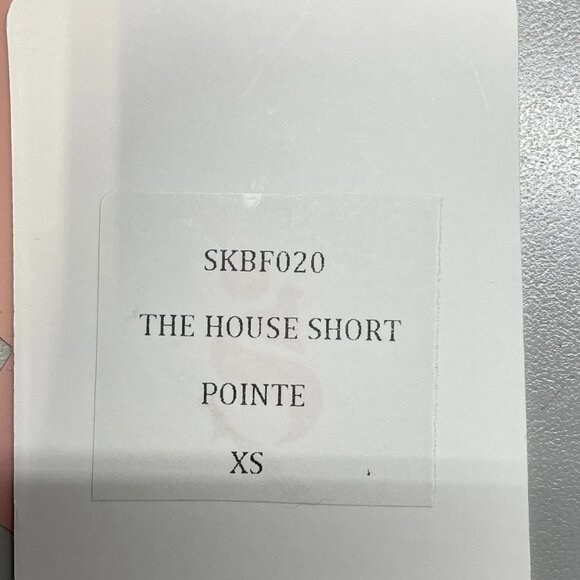 SKBF020
THE HOUSE SHORT
POINTE
XS